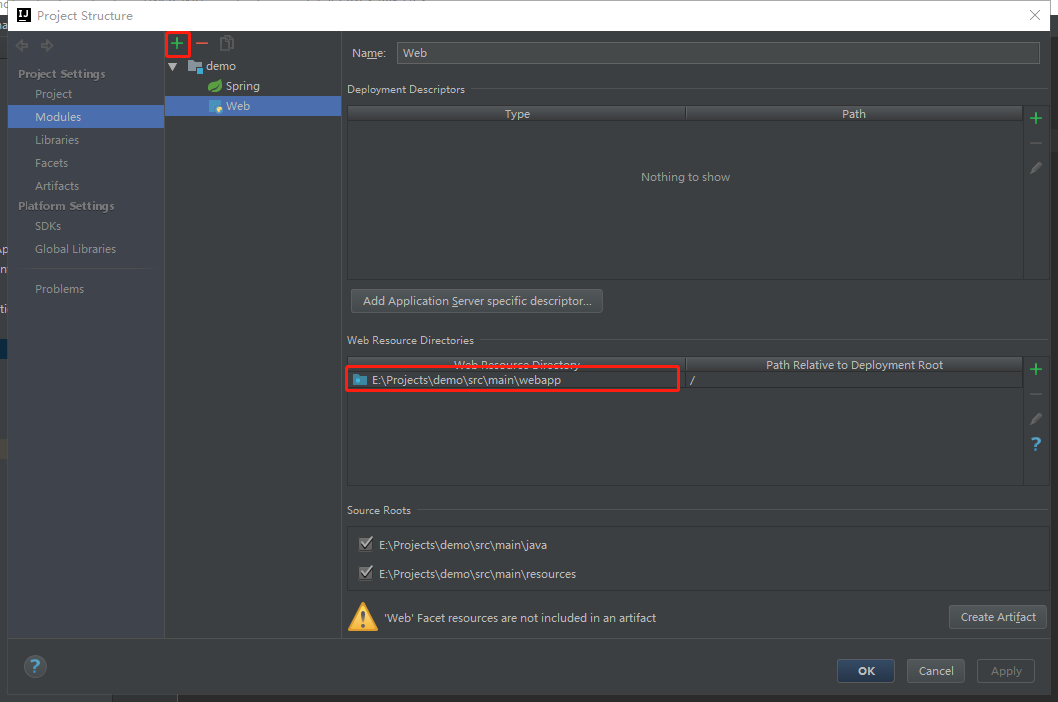 Project Structure
Project Settings
Project
Modules
Libraries
Facets
Artifacts
Platform Settings
SDKs
Global Libraries
Problems
demo
Spring
Web
Name: Web
Deployment Descriptors
Type Path
Nothing to show
Add Application Server specific descriptor...
Web Resource Directories
Web Resource Directory Path Relative to Deployment Root
E:\Projects\demo\src\main\webapp /
Source Roots
E:\Projects\demo\src\main\java
E:\Projects\demo\src\main\resources
'Web' Facet resources are not included in an artifact
Create Artifact
?
OK Cancel Apply